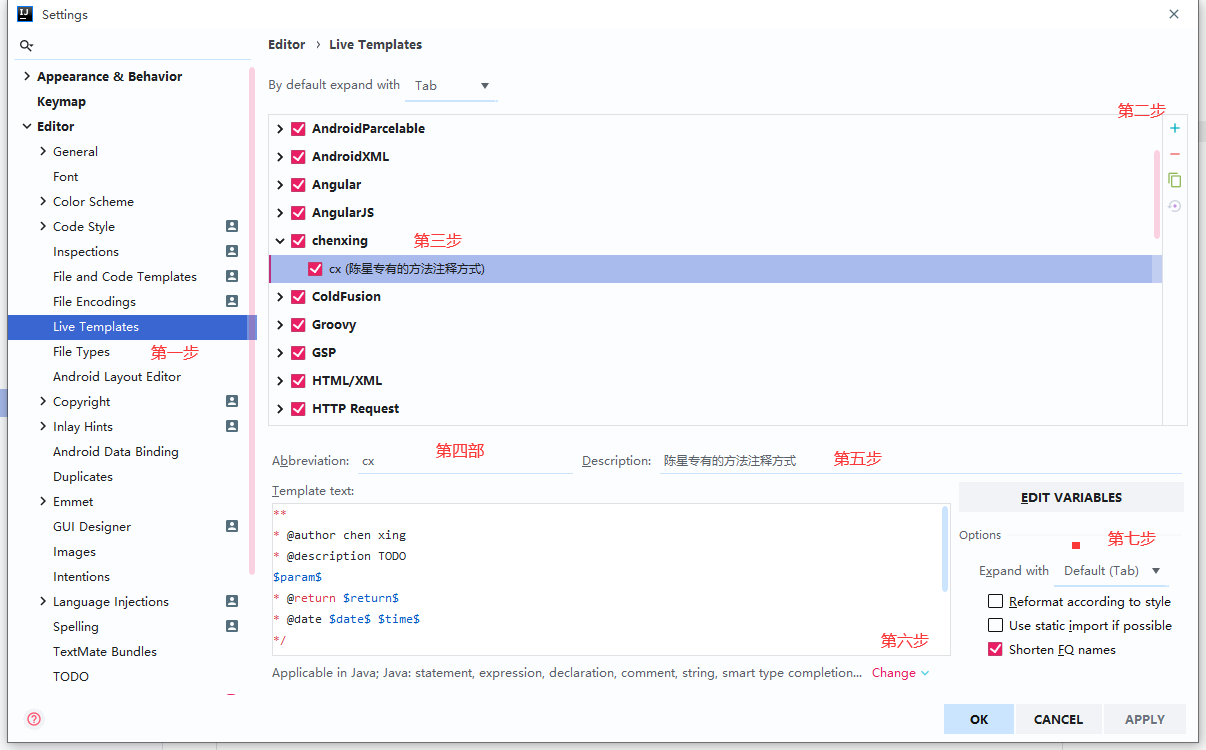 Settings
Editor › Live Templates
By default expand with Tab
Appearance & Behavior
Keymap
Editor
General
Font
Color Scheme
Code Style
Inspections
File and Code Templates
File Encodings
Live Templates
File Types
第一步
Android Layout Editor
Copyright
Inlay Hints
Android Data Binding
Duplicates
Emmet
GUI Designer
Images
Intentions
Language Injections
Spelling
TextMate Bundles
TODO
第二步
AndroidParcelable
AndroidXML
Angular
AngularJS
chenxing 第三步
cx (陈星专有的方法注释方式)
ColdFusion
Groovy
GSP
HTML/XML
HTTP Request
第四部
Abbreviation: cx
Description: 陈星专有的方法注释方式 第五步
Template text:
**
* @author chen xing
* @description TODO
$param$
* @return $return$
* @date $date$ $time$
*/
第六步
EDIT VARIABLES
Options
第七步
Expand with Default (Tab)
Reformat according to style
Use static import if possible
Shorten FQ names
Applicable in Java; Java: statement, expression, declaration, comment, string, smart type completion... Change
OK CANCEL APPLY